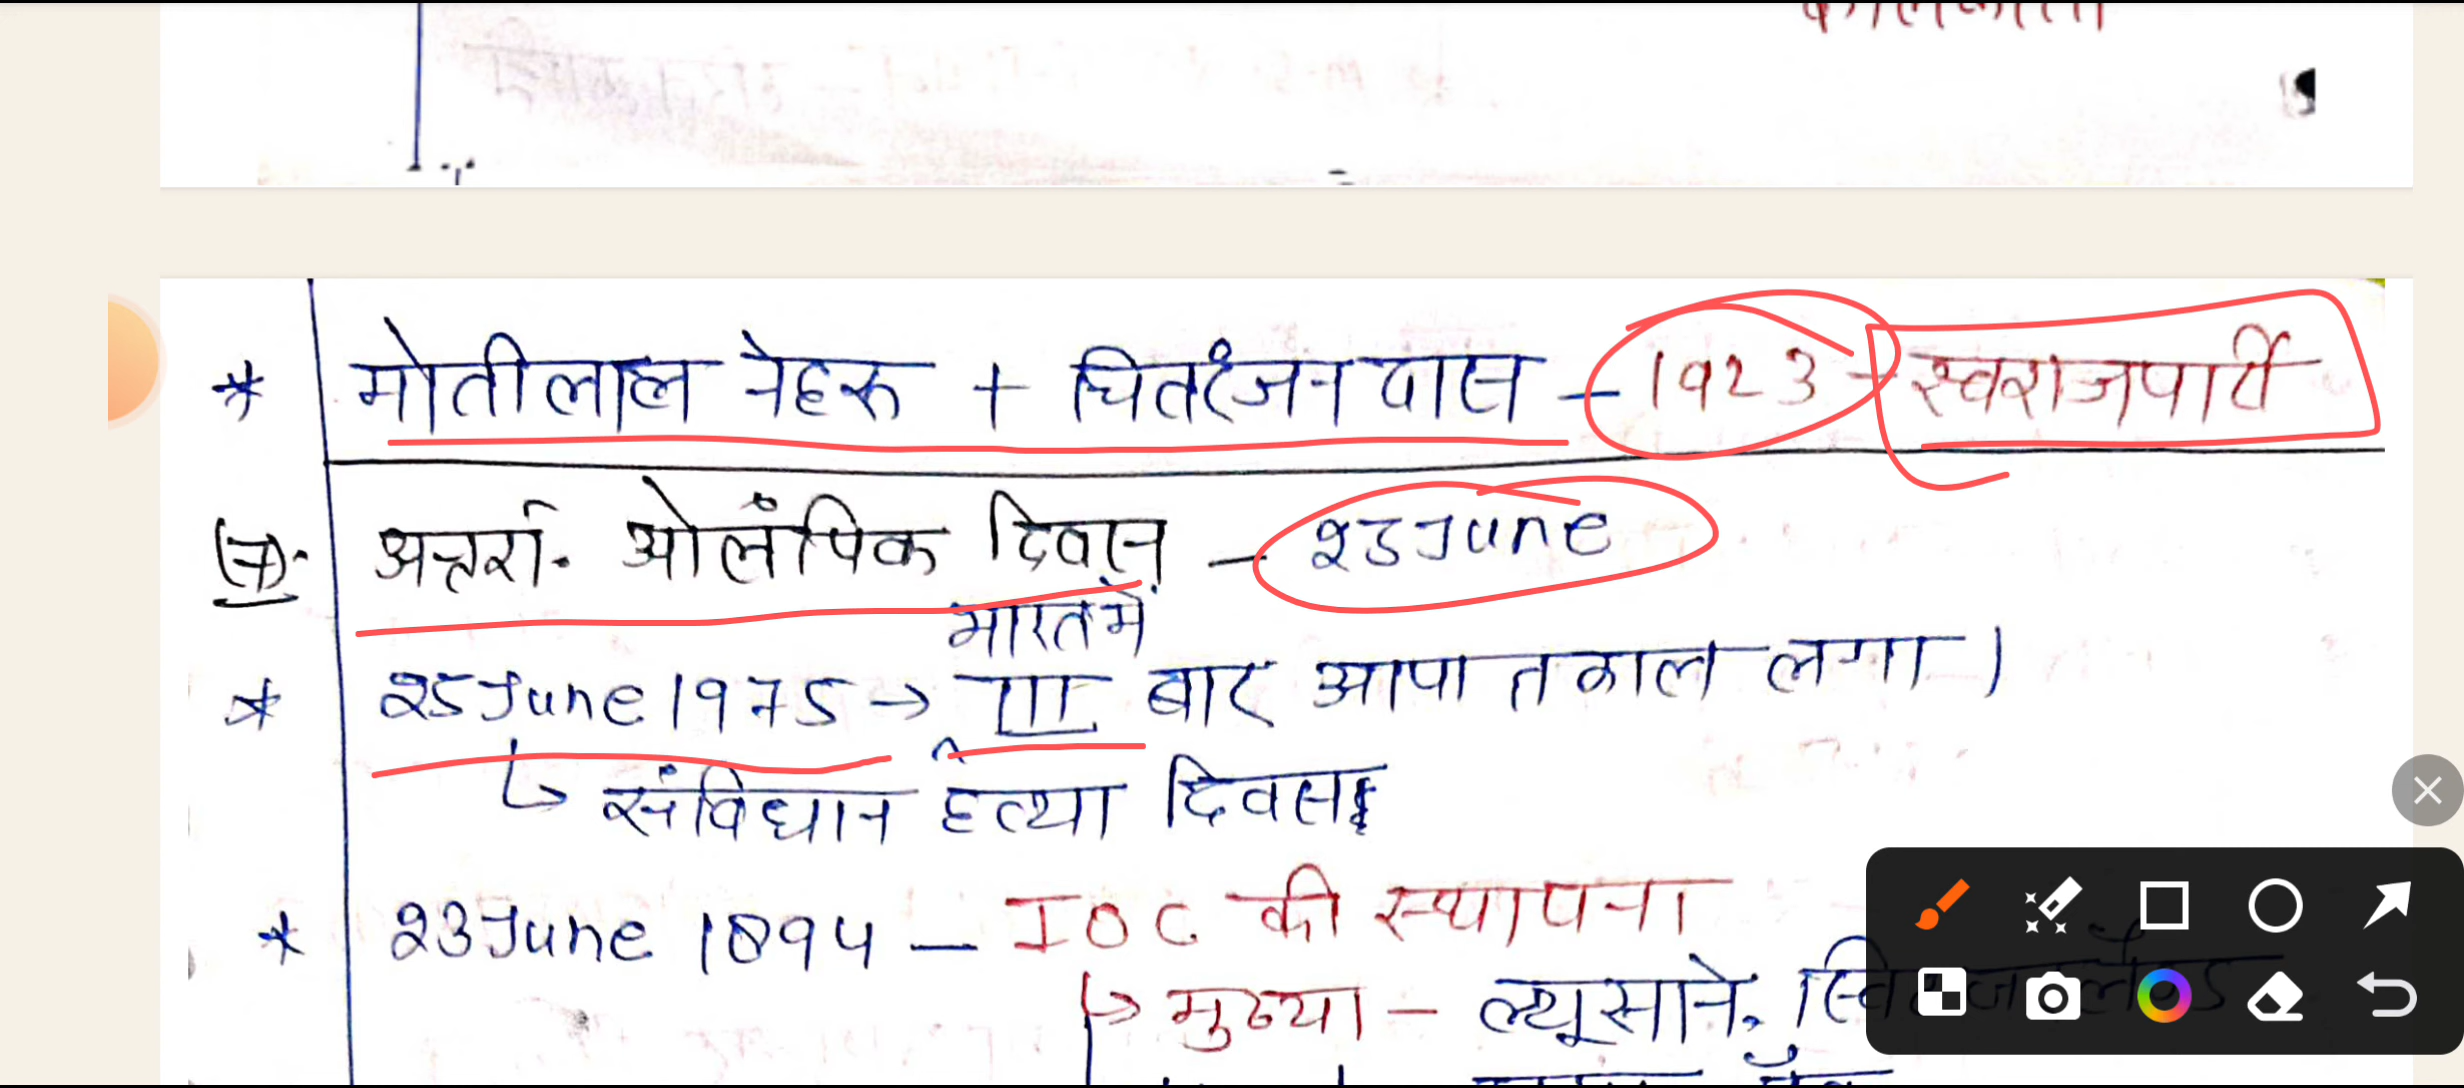 * मोतीलाल नेहरू + चितरंजन दास - 1923 - स्वराजपार्टी
(7). अन्तर्रा. ओलंपिक दिवस - 23 June
भारत में
* 25 June 1975 → III बार आपातकाल लगा।
↳ संविधान हत्या दिवस
* 23 June 1894 - IOC की स्थापना
↳ मुख्या - ल्यूसाने,